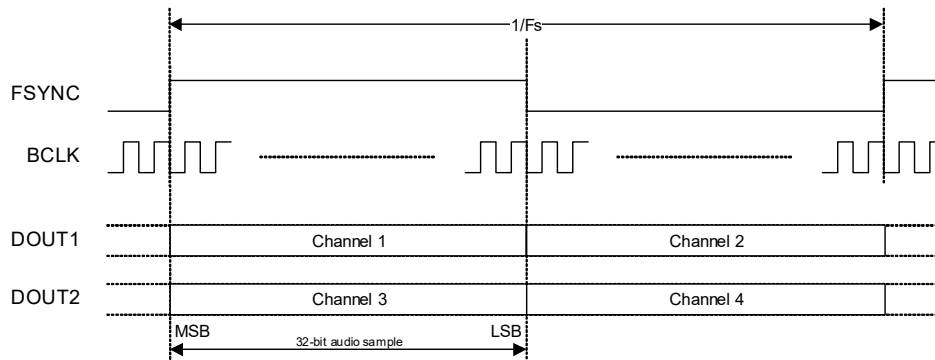 1/Fs
FSYNC
BCLK
DOUT1 Channel 1 Channel 2
DOUT2 Channel 3 Channel 4
MSB LSB
32-bit audio sample